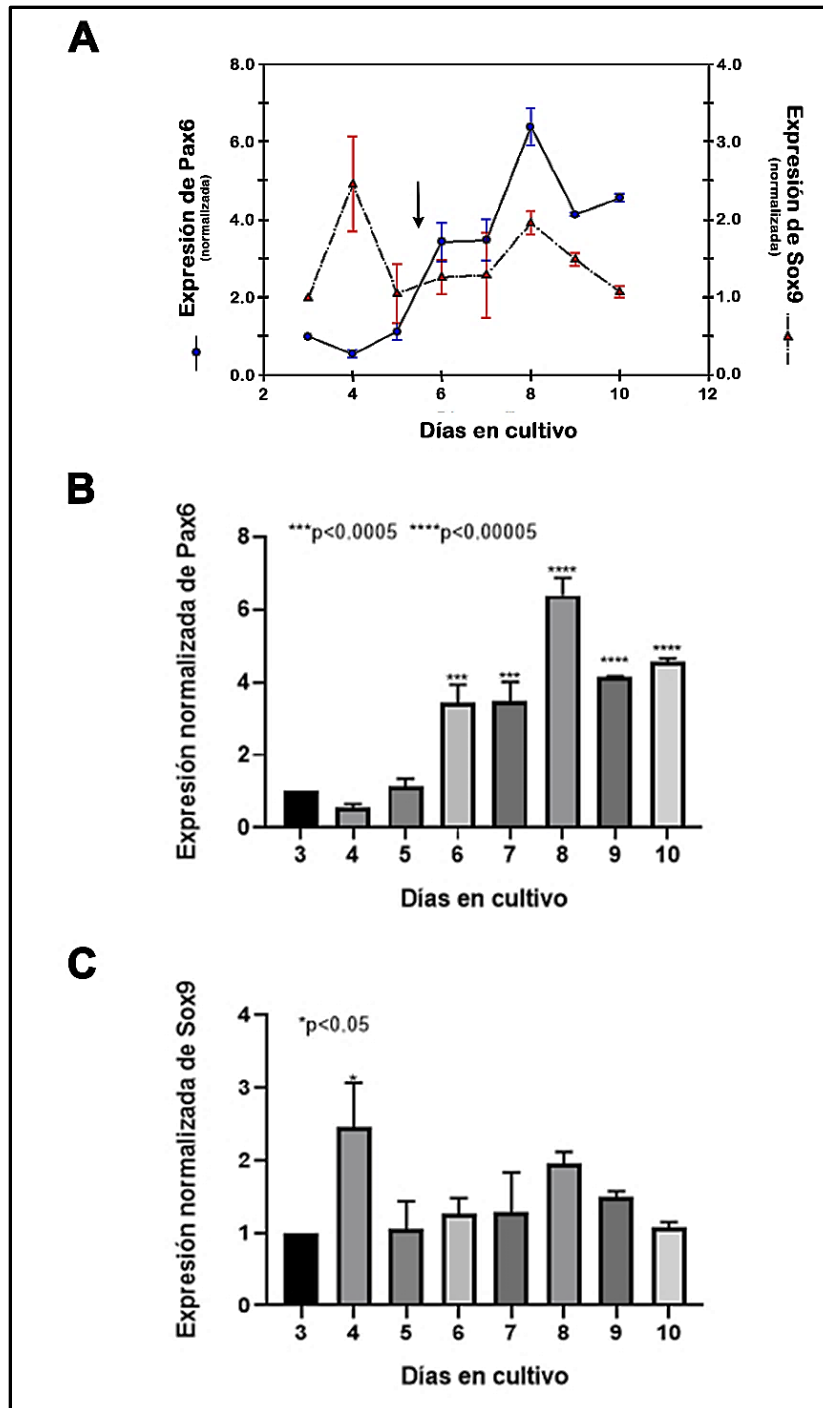 A
8.0
6.0
4.0
2.0
0.0
4.0
3.0
2.0
1.0
0.0
2
4
6
8
10
12
Expresión de Pax6
(normalizada)
Expresión de Sox9
(normalizada)
Días en cultivo
B
***p<0.0005 ****p<0.00005
Expresión normalizada de Pax6
8
6
4
2
0
*** *** **** **** ****
3 4 5 6 7 8 9 10
Días en cultivo
C
*p<0.05
Expresión normalizada de Sox9
4
3
2
1
0
*
3 4 5 6 7 8 9 10
Días en cultivo